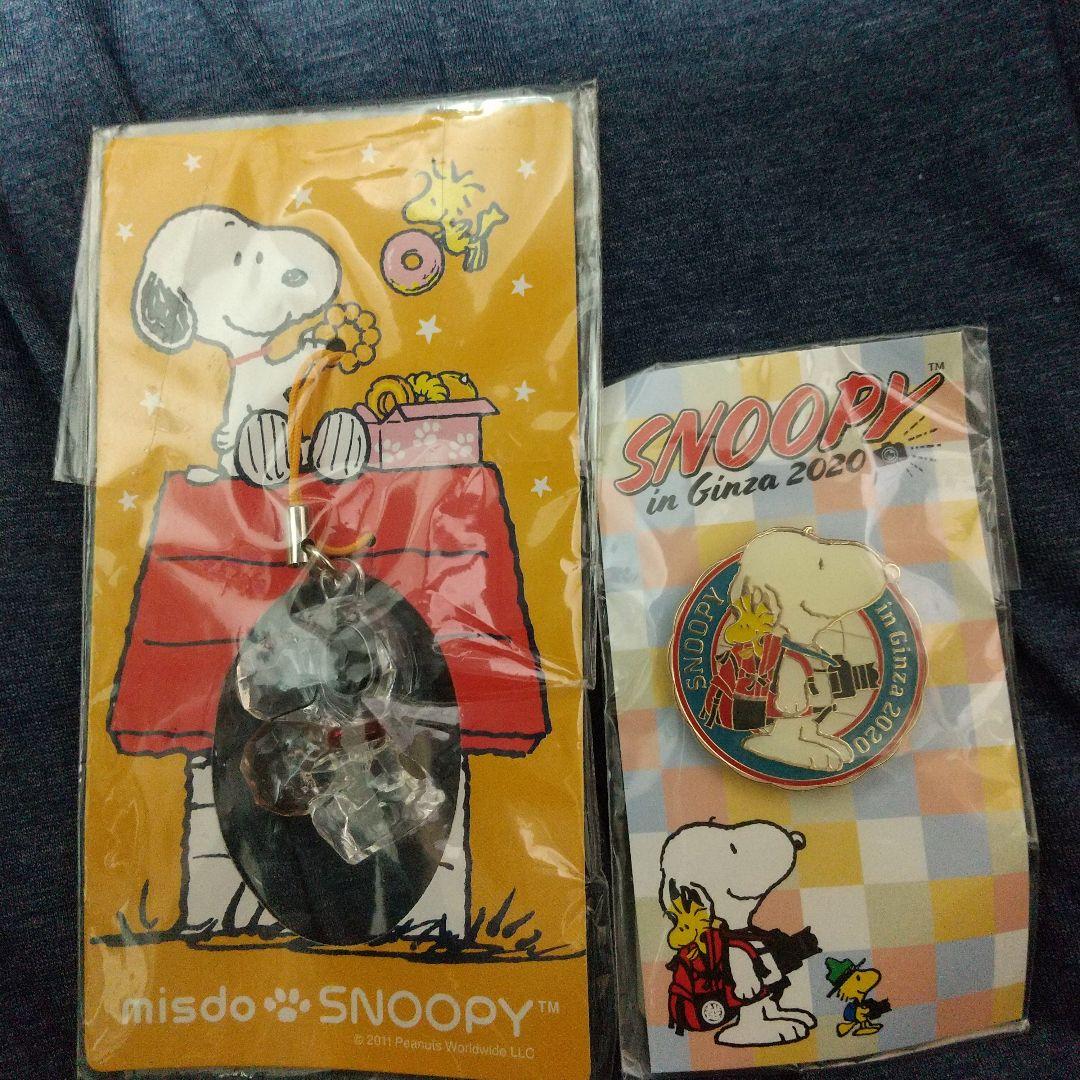 misdo SNOOPY™
© 2011 Peanuts Worldwide LLC
SNOOPY™
in Ginza 2020
SNOOPY
in Ginza 2020